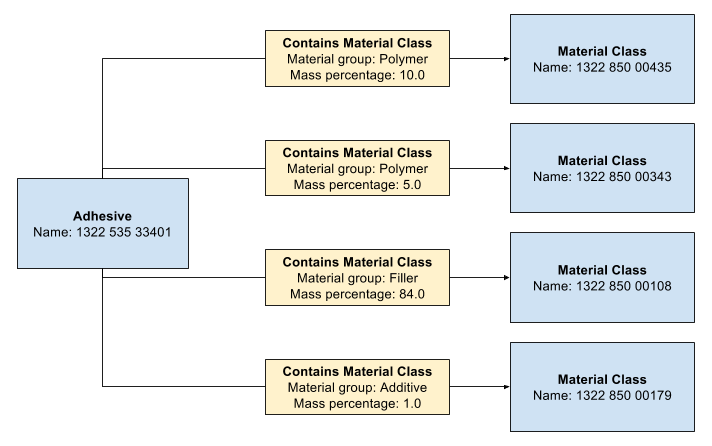 Contains Material Class
Material group: Polymer
Mass percentage: 10.0
Material Class
Name: 1322 850 00435
Contains Material Class
Material group: Polymer
Mass percentage: 5.0
Material Class
Name: 1322 850 00343
Adhesive
Name: 1322 535 33401
Contains Material Class
Material group: Filler
Mass percentage: 84.0
Material Class
Name: 1322 850 00108
Contains Material Class
Material group: Additive
Mass percentage: 1.0
Material Class
Name: 1322 850 00179